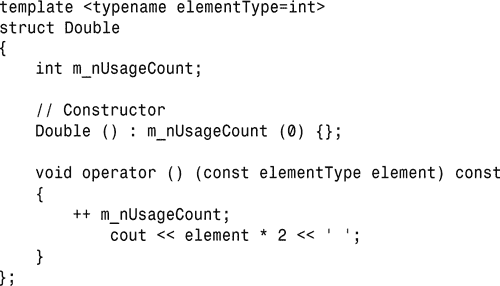 template <typename elementType=int>
struct Double
{
    int m_nUsageCount;

    // Constructor
    Double () : m_nUsageCount (0) {};

    void operator () (const elementType element) const
    {
        ++ m_nUsageCount;
            cout << element * 2 << ' ';
    }
};